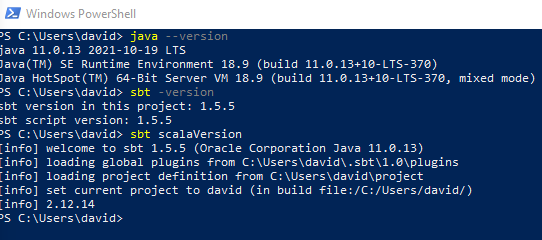 Windows PowerShell
PS C:\Users\david> java --version
java 11.0.13 2021-10-19 LTS
Java(TM) SE Runtime Environment 18.9 (build 11.0.13+10-LTS-370)
Java HotSpot(TM) 64-Bit Server VM 18.9 (build 11.0.13+10-LTS-370, mixed mode)
PS C:\Users\david> sbt -version
sbt version in this project: 1.5.5
sbt script version: 1.5.5
PS C:\Users\david> sbt scalaVersion
[info] welcome to sbt 1.5.5 (Oracle Corporation Java 11.0.13)
[info] loading global plugins from C:\Users\david\.sbt\1.0\plugins
[info] loading project definition from C:\Users\david\project
[info] set current project to david (in build file:/C:/Users/david/)
[info] 2.12.14
PS C:\Users\david>